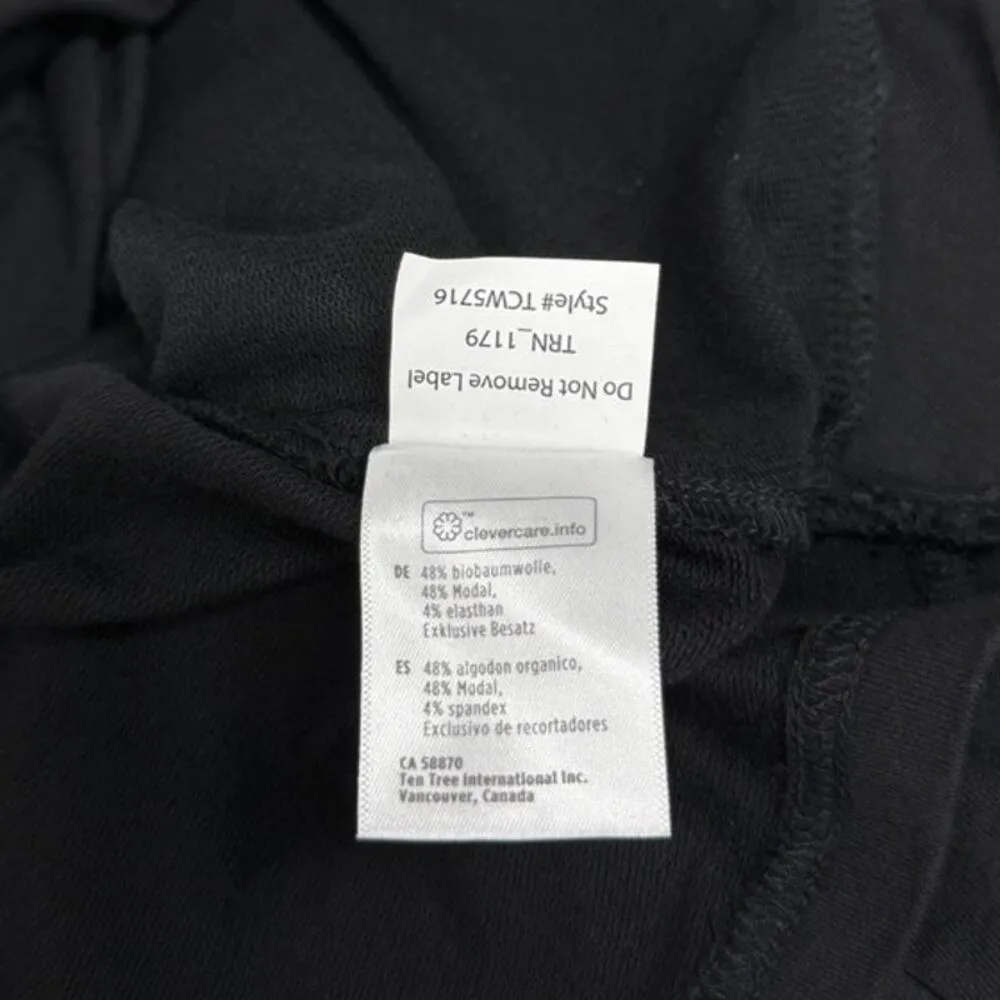 Do Not Remove Label
TRN_1179
Style# TCW5716
™
clevercare.info
DE 48% biobaumwolle,
48% Modal,
4% elasthan
Exklusive Besatz
ES 48% algodon organico,
48% Modal,
4% spandex
Exclusivo de recortadores
CA 58870
Ten Tree International Inc.
Vancouver, Canada